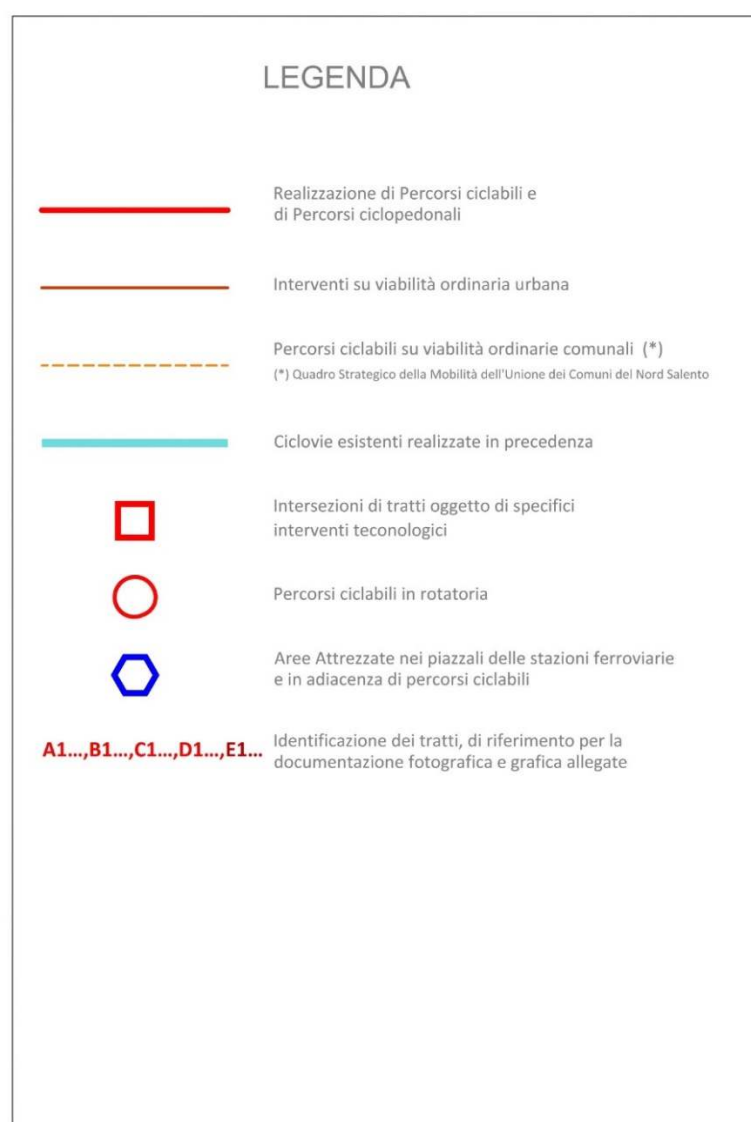 LEGENDA
Realizzazione di Percorsi ciclabili e
di Percorsi ciclopedonali
Interventi su viabilità ordinaria urbana
Percorsi ciclabili su viabilità ordinarie comunali (*)
(*) Quadro Strategico della Mobilità dell'Unione dei Comuni del Nord Salento
Ciclovie esistenti realizzate in precedenza
Intersezioni di tratti oggetto di specifici
interventi teconologici
Percorsi ciclabili in rotatoria
Aree Attrezzate nei piazzali delle stazioni ferroviarie
e in adiacenza di percorsi ciclabili
A1...,B1...,C1...,D1...,E1...
Identificazione dei tratti, di riferimento per la
documentazione fotografica e grafica allegate